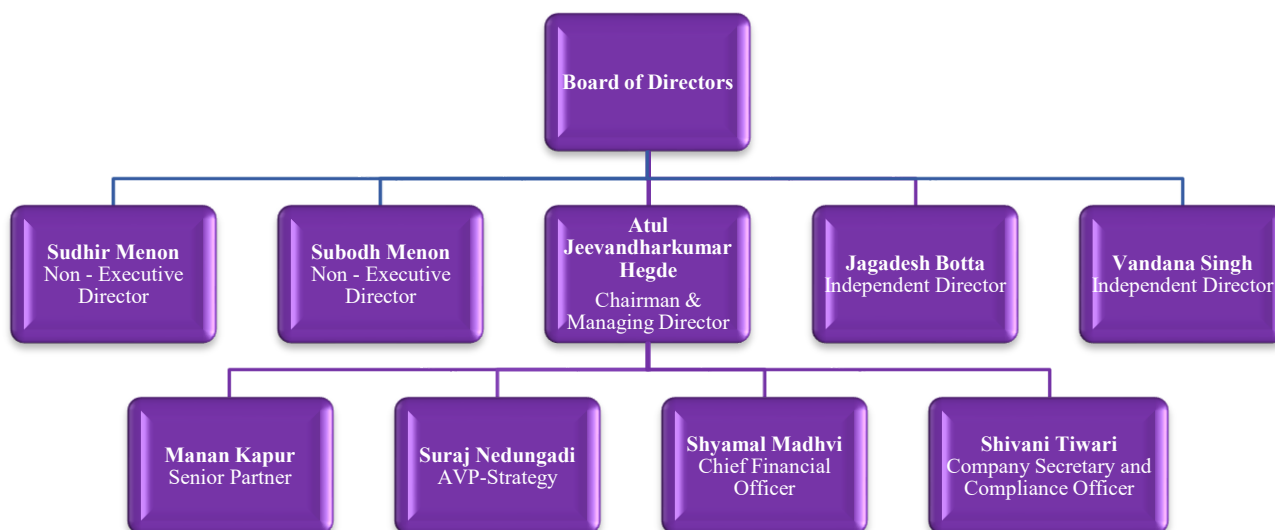 Board of Directors
Sudhir Menon
Non - Executive
Director
Subodh Menon
Non - Executive
Director
Atul
Jeevandharkumar
Hegde
Chairman &
Managing Director
Jagadesh Botta
Independent Director
Vandana Singh
Independent Director
Manan Kapur
Senior Partner
Suraj Nedungadi
AVP-Strategy
Shyamal Madhvi
Chief Financial
Officer
Shivani Tiwari
Company Secretary and
Compliance Officer